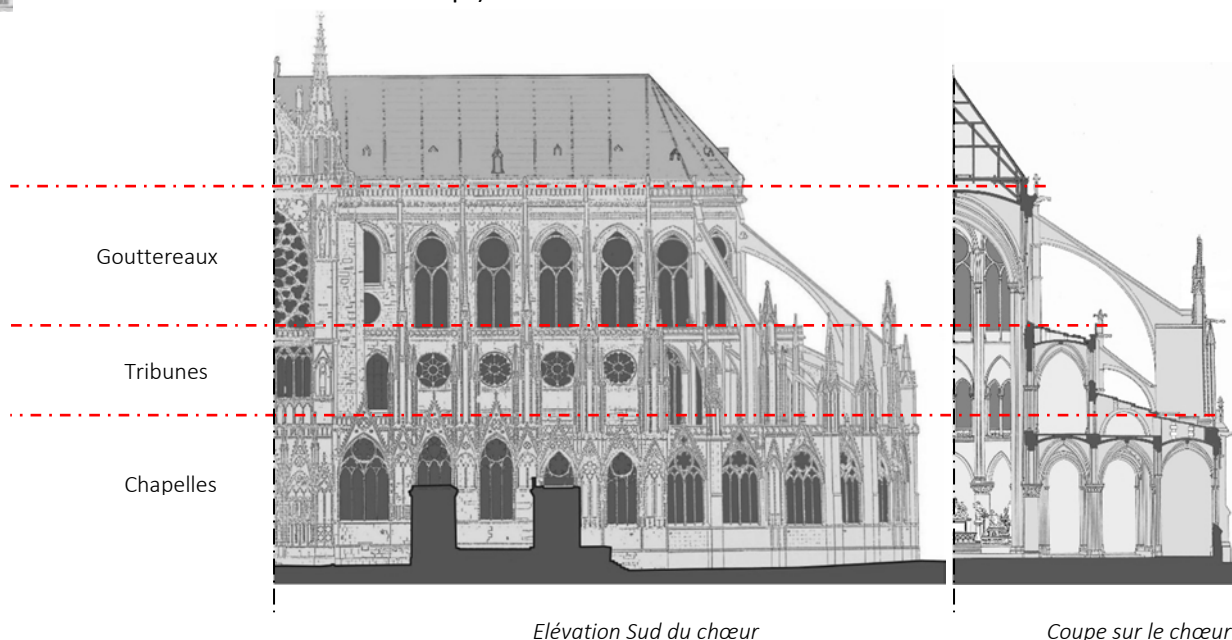 Gouttereaux
Tribunes
Chapelles
Elévation Sud du chœur
Coupe sur le chœur